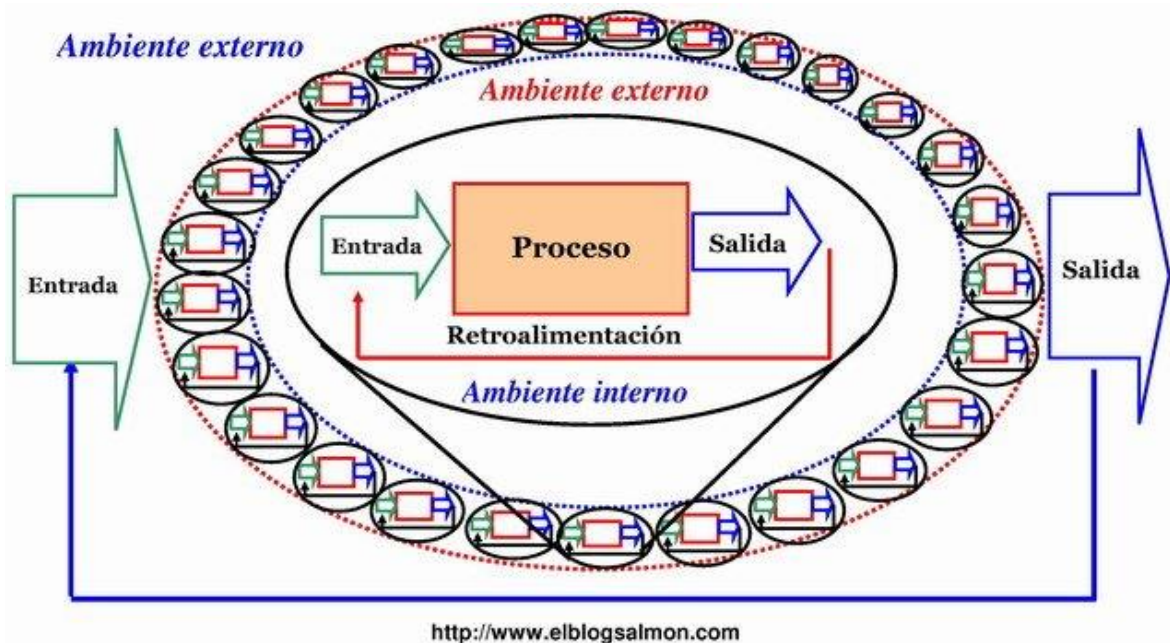 Ambiente externo
Ambiente externo
Entrada
Proceso
Salida
Entrada
Salida
Retroalimentación
Ambiente interno
http://www.elblogsalmon.com